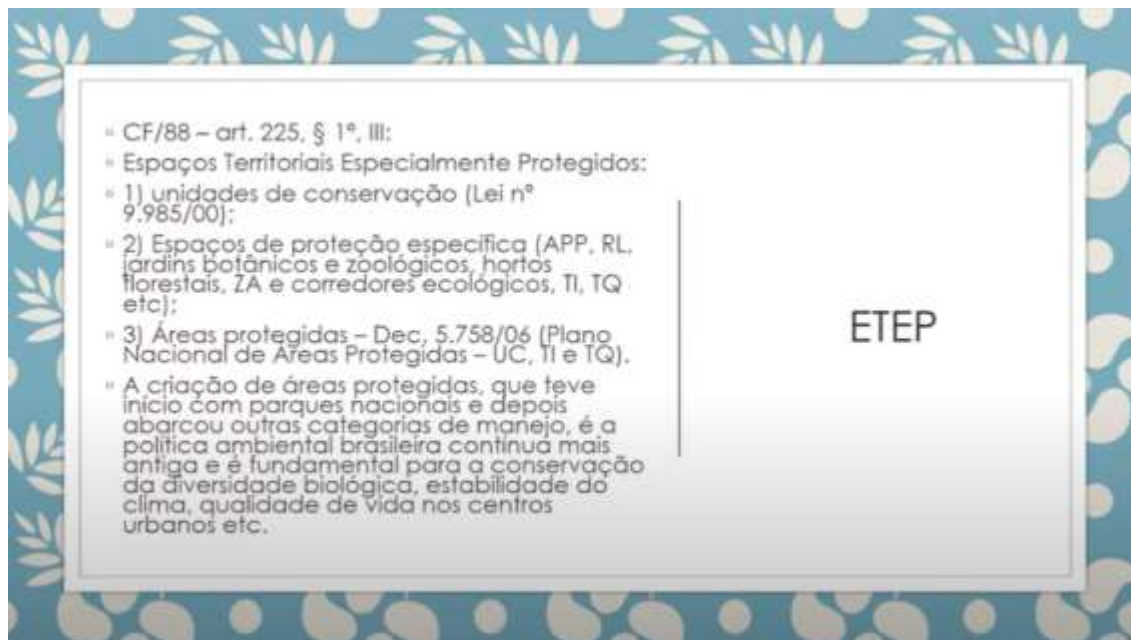 CF/88 – art. 225, § 1º, III:
Espaços Territoriais Especialmente Protegidos:
1) unidades de conservação (Lei nº
9.985/00);
2) Espaços de proteção específica (APP, RL,
jardins botânicos e zoológicos, hortos
florestais, ZA e corredores ecológicos, TI, TQ
etc);
3) Áreas protegidas – Dec, 5.758/06 (Plano
Nacional de Áreas Protegidas – UC, TI e TQ).
A criação de áreas protegidas, que teve
início com parques nacionais e depois
abarcou outras categorias de manejo, é a
política ambiental brasileira contínua mais
antiga e é fundamental para a conservação
da diversidade biológica, estabilidade do
clima, qualidade de vida nos centros
urbanos etc.
ETEP